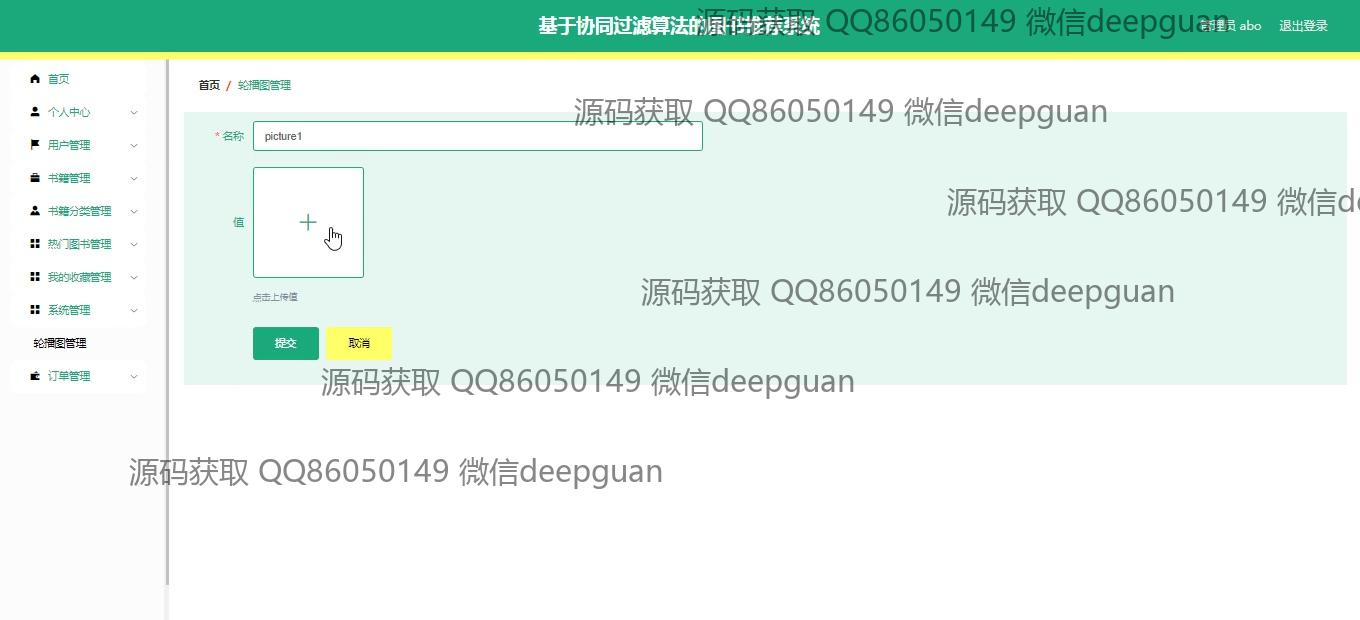 基于协同过滤算法的图书推荐系统
管理员 abo
退出登录
源码获取 QQ86050149 微信deepguan
首页
个人中心
用户管理
书籍管理
书籍分类管理
热门图书管理
我的收藏管理
系统管理
轮播图管理
订单管理
首页 / 轮播图管理
源码获取 QQ86050149 微信deepguan
* 名称 picture1
源码获取 QQ86050149 微信de
值
源码获取 QQ86050149 微信deepguan
点击上传值
提交 取消
源码获取 QQ86050149 微信deepguan
源码获取 QQ86050149 微信deepguan